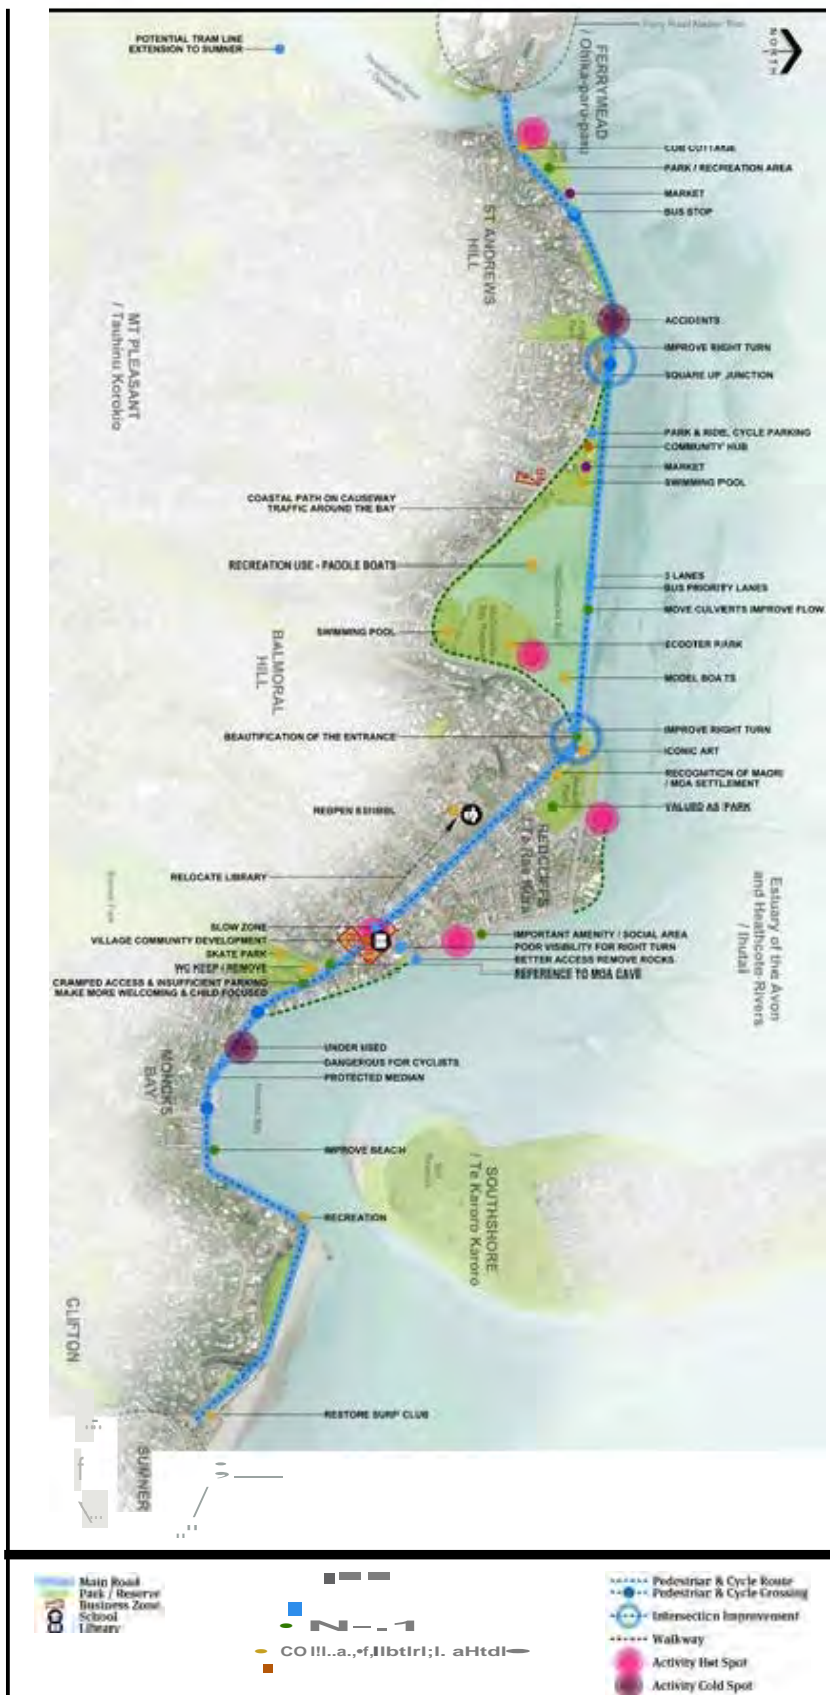 POTENTIAL TRAM LINE
EXTENSION TO SUMNER
NORTH
FERRYMEAD
/ Ohika-paru-paru
COB COTTAGE
PARK / RECREATION AREA
MARKET
BUS STOP
ST ANDREWS
HILL
MT PLEASANT
/ Tauhinu Korokio
ACCIDENTS
IMPROVE RIGHT TURN
SQUARE UP JUNCTION
PARK & RIDE, CYCLE PARKING
COMMUNITY HUB
MARKET
SWIMMING POOL
COASTAL PATH ON CAUSEWAY
TRAFFIC AROUND THE BAY
RECREATION USE - PADDLE BOATS
3 LANES
BUS PRIORITY LANES
MOVE CULVERTS IMPROVE FLOW
SWIMMING POOL
SCOOTER PARK
BALMORAL
HILL
MODEL BOATS
BEAUTIFICATION OF THE ENTRANCE
IMPROVE RIGHT TURN
ICONIC ART
RECOGNITION OF MAORI
/ MOA SETTLEMENT
VALUED AS PARK
REOPEN SCHOOL
REDCLIFFS
/ Te Rae Kura
RELOCATE LIBRARY
Estuary of the Avon
and Heathcote Rivers
/ Ihutai
SLOW ZONE
VILLAGE COMMUNITY DEVELOPMENT
SKATE PARK
WC KEEP / REMOVE
CRAMPED ACCESS & INSUFFICIENT PARKING
MAKE MORE WELCOMING & CHILD FOCUSED
IMPORTANT AMENITY / SOCIAL AREA
POOR VISIBILITY FOR RIGHT TURN
BETTER ACCESS REMOVE ROCKS
REFERENCE TO MOA CAVE
UNDER USED
DANGEROUS FOR CYCLISTS
PROTECTED MEDIAN
MONCKS
BAY
IMPROVE BEACH
SOUTHSHORE
/ Te Karoro Karoro
RECREATION
CLIFTON
RESTORE SURF CLUB
SUMNER
Main Road
Park / Reserve
Business Zone
School
Library
Pedestrian & Cycle Route
Pedestrian & Cycle Crossing
Intersection Improvement
Walkway
Activity Hot Spot
Activity Cold Spot